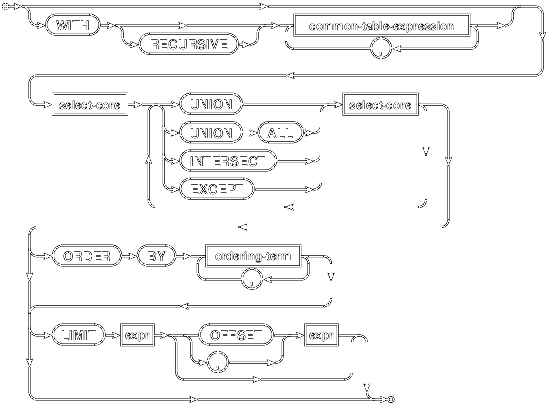 WITH RECURSIVE common-table-expression ,
select-core UNION select-core
UNION ALL
INTERSECT
EXCEPT
ORDER BY ordering-term
,
LIMIT expr OFFSET expr
,